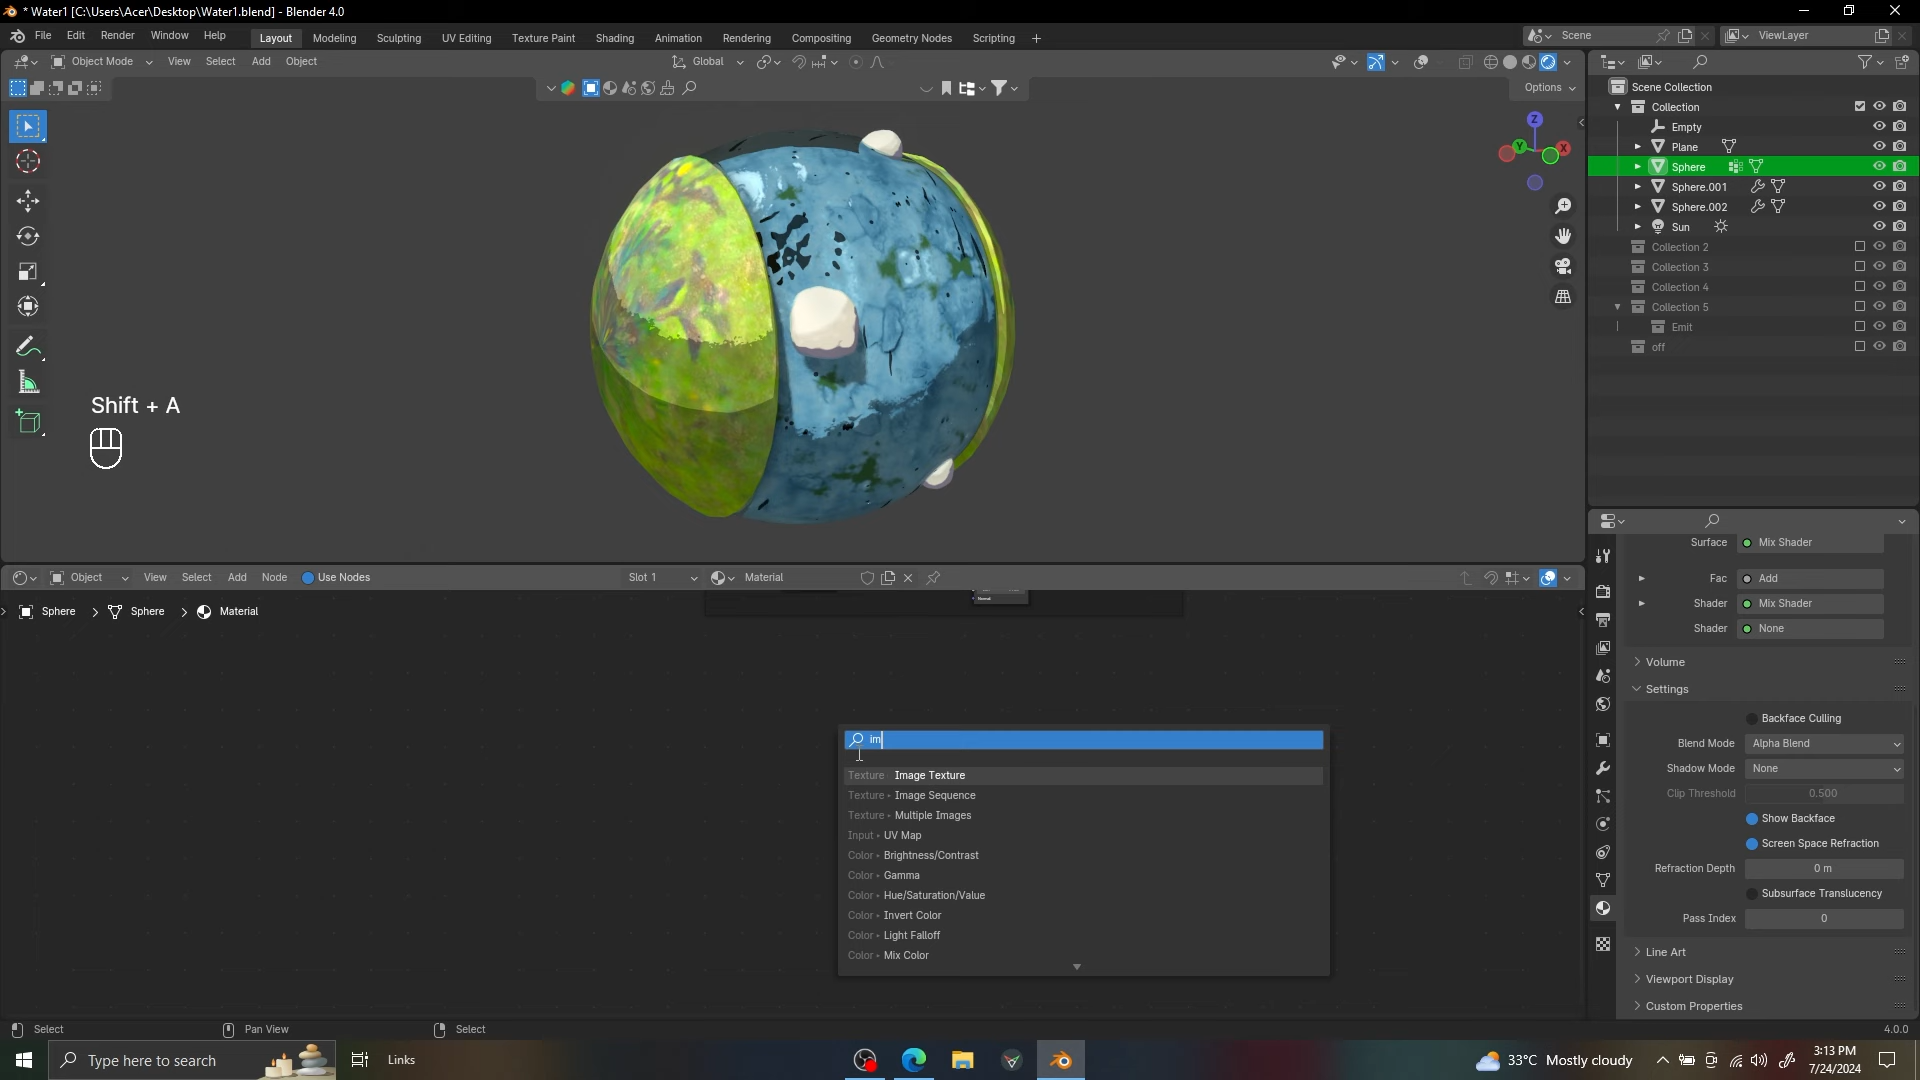 * Water1 [C:\Users\Acer\Desktop\Water1.blend] - Blender 4.0
File Edit Render Window Help Layout Modeling Sculpting UV Editing Texture Paint Shading Animation Rendering Compositing Geometry Nodes Scripting +
Scene
ViewLayer
Object Mode View Select Add Object
Global
Options
Z
Y
X
Shift + A
Scene Collection
Collection
Empty
Plane
Sphere
Sphere.001
Sphere.002
Sun
Collection 2
Collection 3
Collection 4
Collection 5
Emit
off
Object View Select Add Node Use Nodes
Slot 1
Material
Sphere > Sphere > Material
Normal
im
Texture Image Texture
Texture Image Sequence
Texture Multiple Images
Input UV Map
Color Brightness/Contrast
Color Gamma
Color Hue/Saturation/Value
Color Invert Color
Color Light Falloff
Color Mix Color
Surface Mix Shader
Fac Add
Shader Mix Shader
Shader None
Volume
Settings
Backface Culling
Blend Mode Alpha Blend
Shadow Mode None
Clip Threshold 0.500
Show Backface
Screen Space Refraction
Refraction Depth 0 m
Subsurface Translucency
Pass Index 0
Line Art
Viewport Display
Custom Properties
Select Pan View Select
4.0.0
Type here to search
Links
33°C Mostly cloudy
3:13 PM
7/24/2024